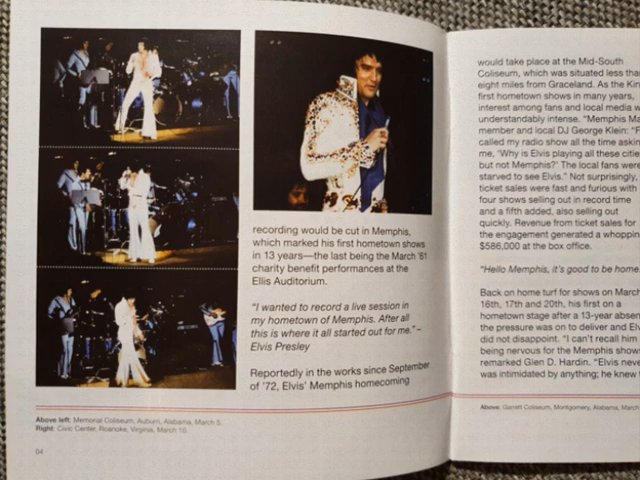 recording would be cut in Memphis,
which marked his first hometown shows
in 13 years—the last being the March '61
charity benefit performances at the
Ellis Auditorium.
"I wanted to record a live session in
my hometown of Memphis. After all
this is where it all started out for me." –
Elvis Presley
Reportedly in the works since September
of '72, Elvis' Memphis homecoming
Above left: Memorial Coliseum, Auburn, Alabama, March 5.
Right: Civic Center, Roanoke, Virginia, March 10.
04
would take place at the Mid-South
Coliseum, which was situated less tha
eight miles from Graceland. As the Kin
first hometown shows in many years,
interest among fans and local media w
understandably intense. "Memphis Ma
member and local DJ George Klein: "F
called my radio show all the time askin
me, 'Why is Elvis playing all these citie
but not Memphis?' The local fans were
starved to see Elvis." Not surprisingly,
ticket sales were fast and furious with
four shows selling out in record time
and a fifth added, also selling out
quickly. Revenue from ticket sales for
the engagement generated a whoppin
$586,000 at the box office.
"Hello Memphis, it's good to be home
Back on home turf for shows on March
16th, 17th and 20th, his first on a
hometown stage after a 13-year absen
the pressure was on to deliver and Elv
did not disappoint. "I can't recall him
being nervous for the Memphis show
remarked Glen D. Hardin. "Elvis neve
was intimidated by anything; he knew
Above: Garrett Coliseum, Montgomery, Alabama, March